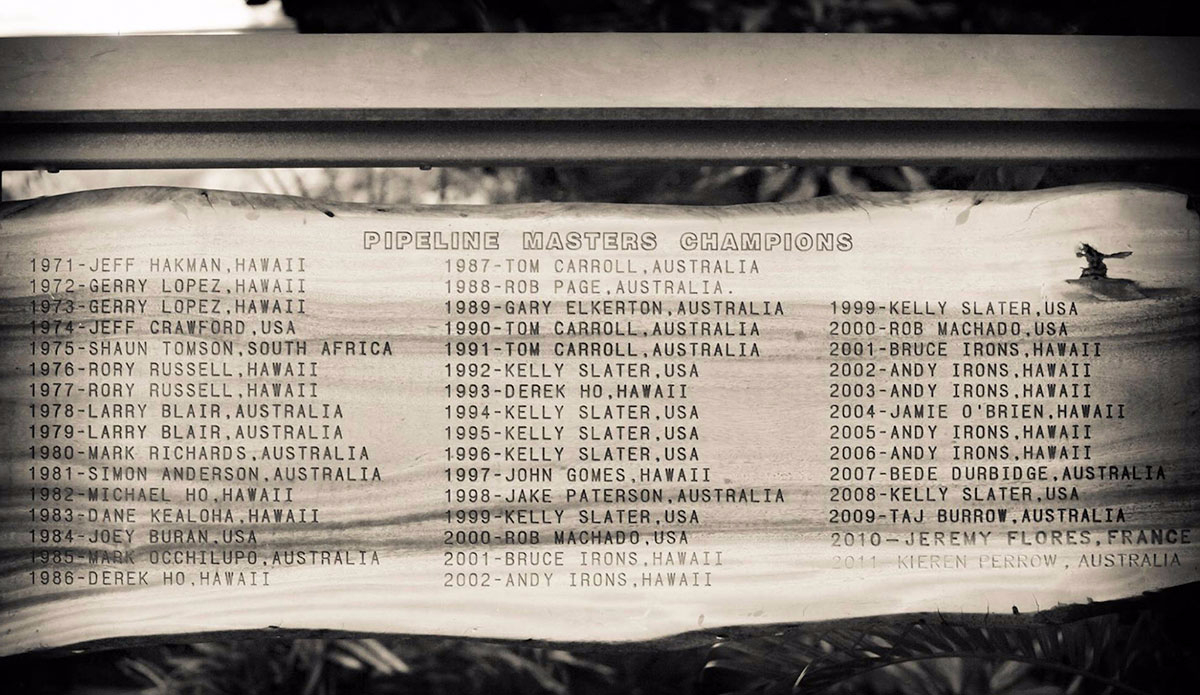 PIPELINE MASTERS CHAMPIONS
1971-JEFF HAKMAN,HAWAII
1972-GERRY LOPEZ,HAWAII
1973-GERRY LOPEZ,HAWAII
1974-JEFF CRAWFORD,USA
1975-SHAUN TOMSON,SOUTH AFRICA
1976-RORY RUSSELL,HAWAII
1977-RORY RUSSELL,HAWAII
1978-LARRY BLAIR,AUSTRALIA
1979-LARRY BLAIR,AUSTRALIA
1980-MARK RICHARDS,AUSTRALIA
1981-SIMON ANDERSON,AUSTRALIA
1982-MICHAEL HO,HAWAII
1983-DANE KEALOHA,HAWAII
1984-JOEY BURAN,USA
1985-MARK OCCHILUPO,AUSTRALIA
1986-DEREK HO,HAWAII
1987-TOM CARROLL,AUSTRALIA
1988-ROB PAGE,AUSTRALIA.
1989-GARY ELKERTON,AUSTRALIA
1990-TOM CARROLL,AUSTRALIA
1991-TOM CARROLL,AUSTRALIA
1992-KELLY SLATER,USA
1993-DEREK HO,HAWAII
1994-KELLY SLATER,USA
1995-KELLY SLATER,USA
1996-KELLY SLATER,USA
1997-JOHN GOMES,HAWAII
1998-JAKE PATERSON,AUSTRALIA
1999-KELLY SLATER,USA
2000-ROB MACHADO,USA
2001-BRUCE IRONS,HAWAII
2002-ANDY IRONS,HAWAII
1999-KELLY SLATER,USA
2000-ROB MACHADO,USA
2001-BRUCE IRONS,HAWAII
2002-ANDY IRONS,HAWAII
2003-ANDY IRONS,HAWAII
2004-JAMIE O'BRIEN,HAWAII
2005-ANDY IRONS,HAWAII
2006-ANDY IRONS,HAWAII
2007-BEDE DURBIDGE,AUSTRALIA
2008-KELLY SLATER,USA
2009-TAJ BURROW,AUSTRALIA
2010-JEREMY FLORES,FRANCE
2011-KIEREN PERROW,AUSTRALIA